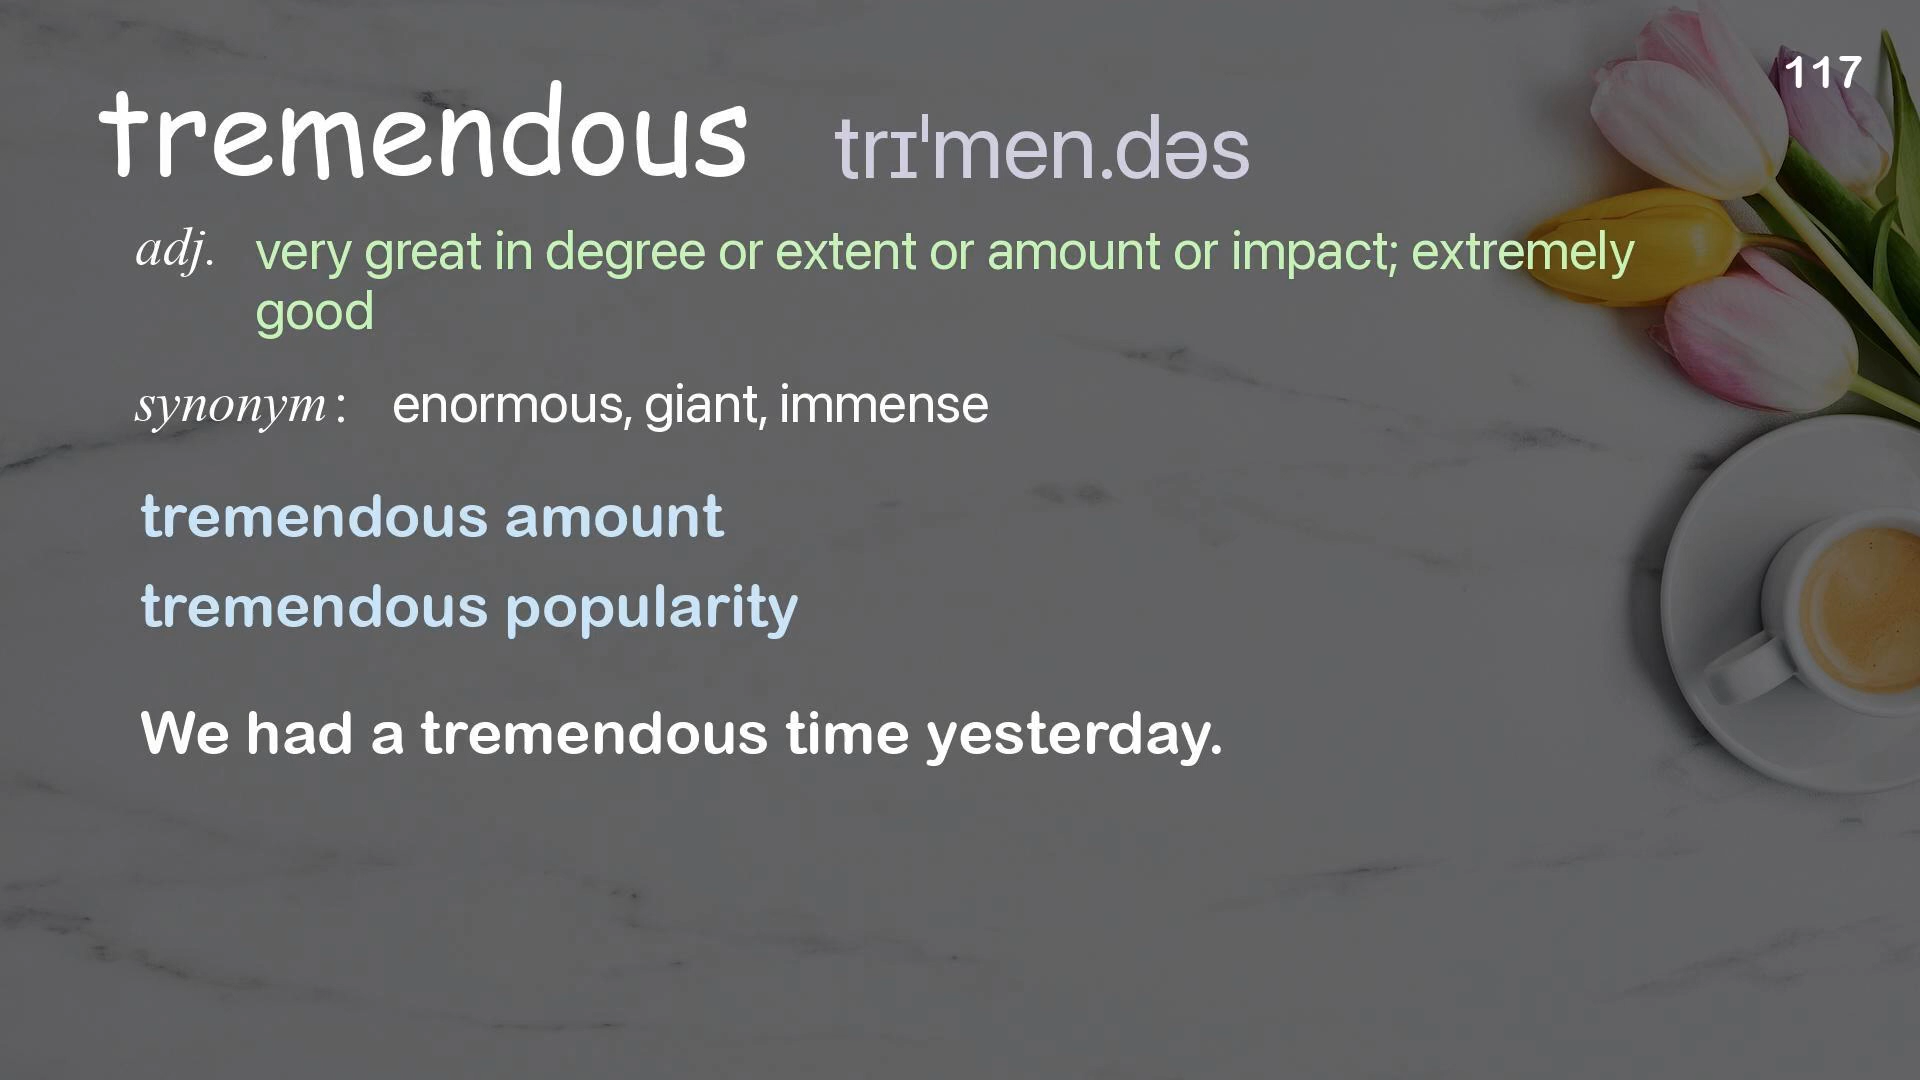 117
tremendous trɪˈmen.dəs
adj. very great in degree or extent or amount or impact; extremely
good
synonym: enormous, giant, immense
tremendous amount
tremendous popularity
We had a tremendous time yesterday.